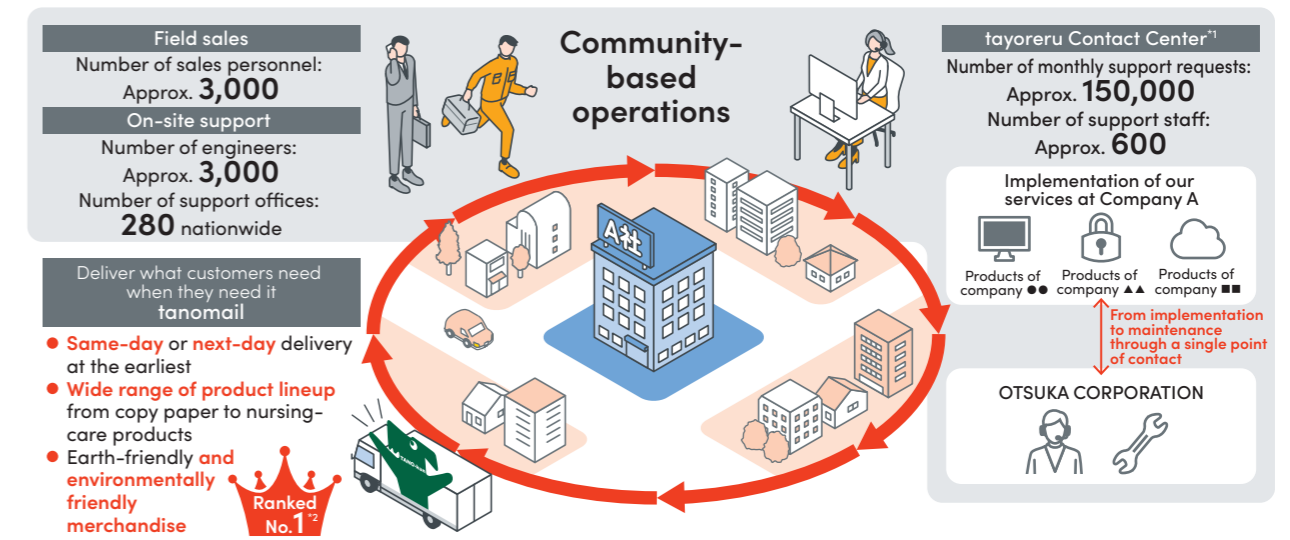 Field sales
Number of sales personnel:
Approx. 3,000
On-site support
Number of engineers:
Approx. 3,000
Number of support offices:
280 nationwide
Community-
based
operations
tayoreru Contact Center*1
Number of monthly support requests:
Approx. 150,000
Number of support staff:
Approx. 600
Implementation of our
services at Company A
Products of
company ●●
Products of
company ▲▲
Products of
company ■■
From implementation
to maintenance
through a single point
of contact
OTSUKA CORPORATION
A社
Deliver what customers need
when they need it
tanomail
● Same-day or next-day delivery
at the earliest
● Wide range of product lineup
from copy paper to nursing-
care products
● Earth-friendly and
environmentally
friendly
merchandise
Ranked
No.1*2